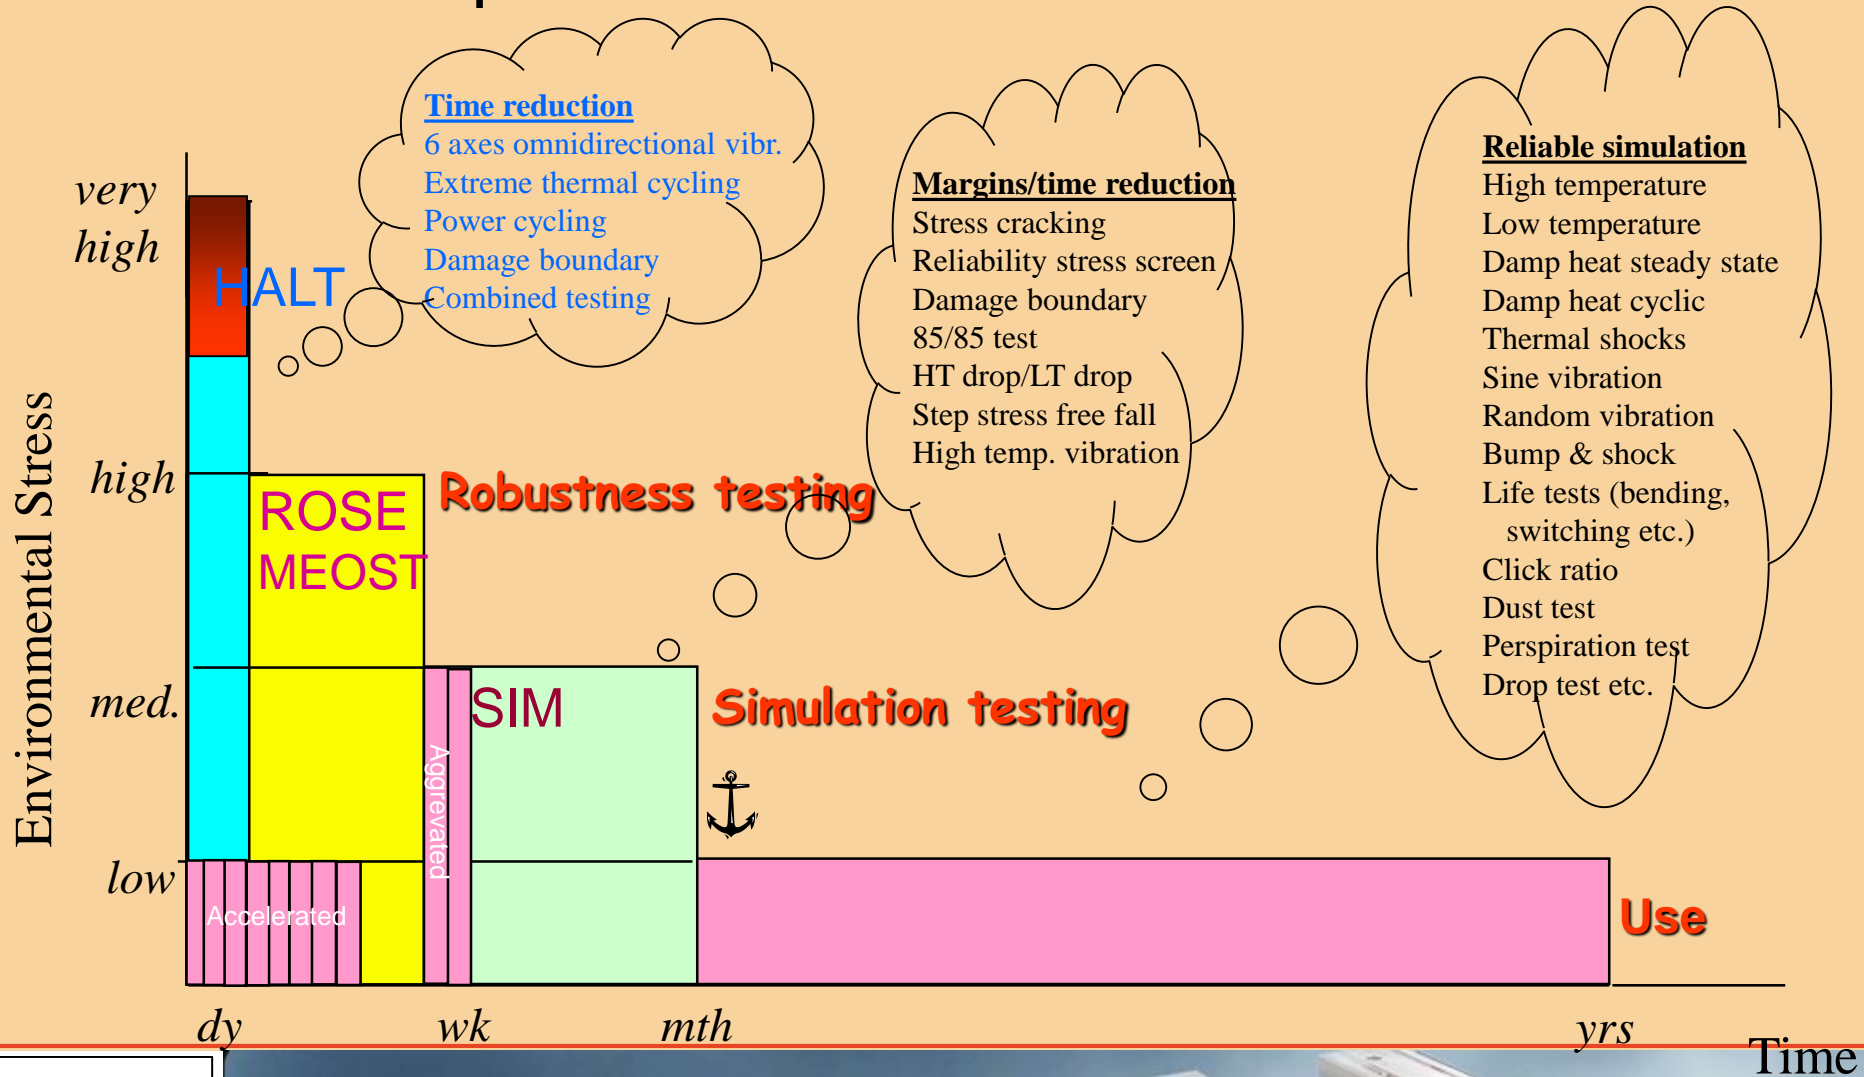 Time reduction
6 axes omnidirectional vibr.
Extreme thermal cycling
Power cycling
Damage boundary
Combined testing
Margins/time reduction
Stress cracking
Reliability stress screen
Damage boundary
85/85 test
HT drop/LT drop
Step stress free fall
High temp. vibration
Reliable simulation
High temperature
Low temperature
Damp heat steady state
Damp heat cyclic
Thermal shocks
Sine vibration
Random vibration
Bump & shock
Life tests (bending,
switching etc.)
Click ratio
Dust test
Perspiration test
Drop test etc.
Environmental Stress
very
high
high
med.
low
HALT
ROSE
MEOST
Robustness testing
SIM
Simulation testing
Aggrevated
Accelerated
Use
dy
wk
mth
yrs
Time